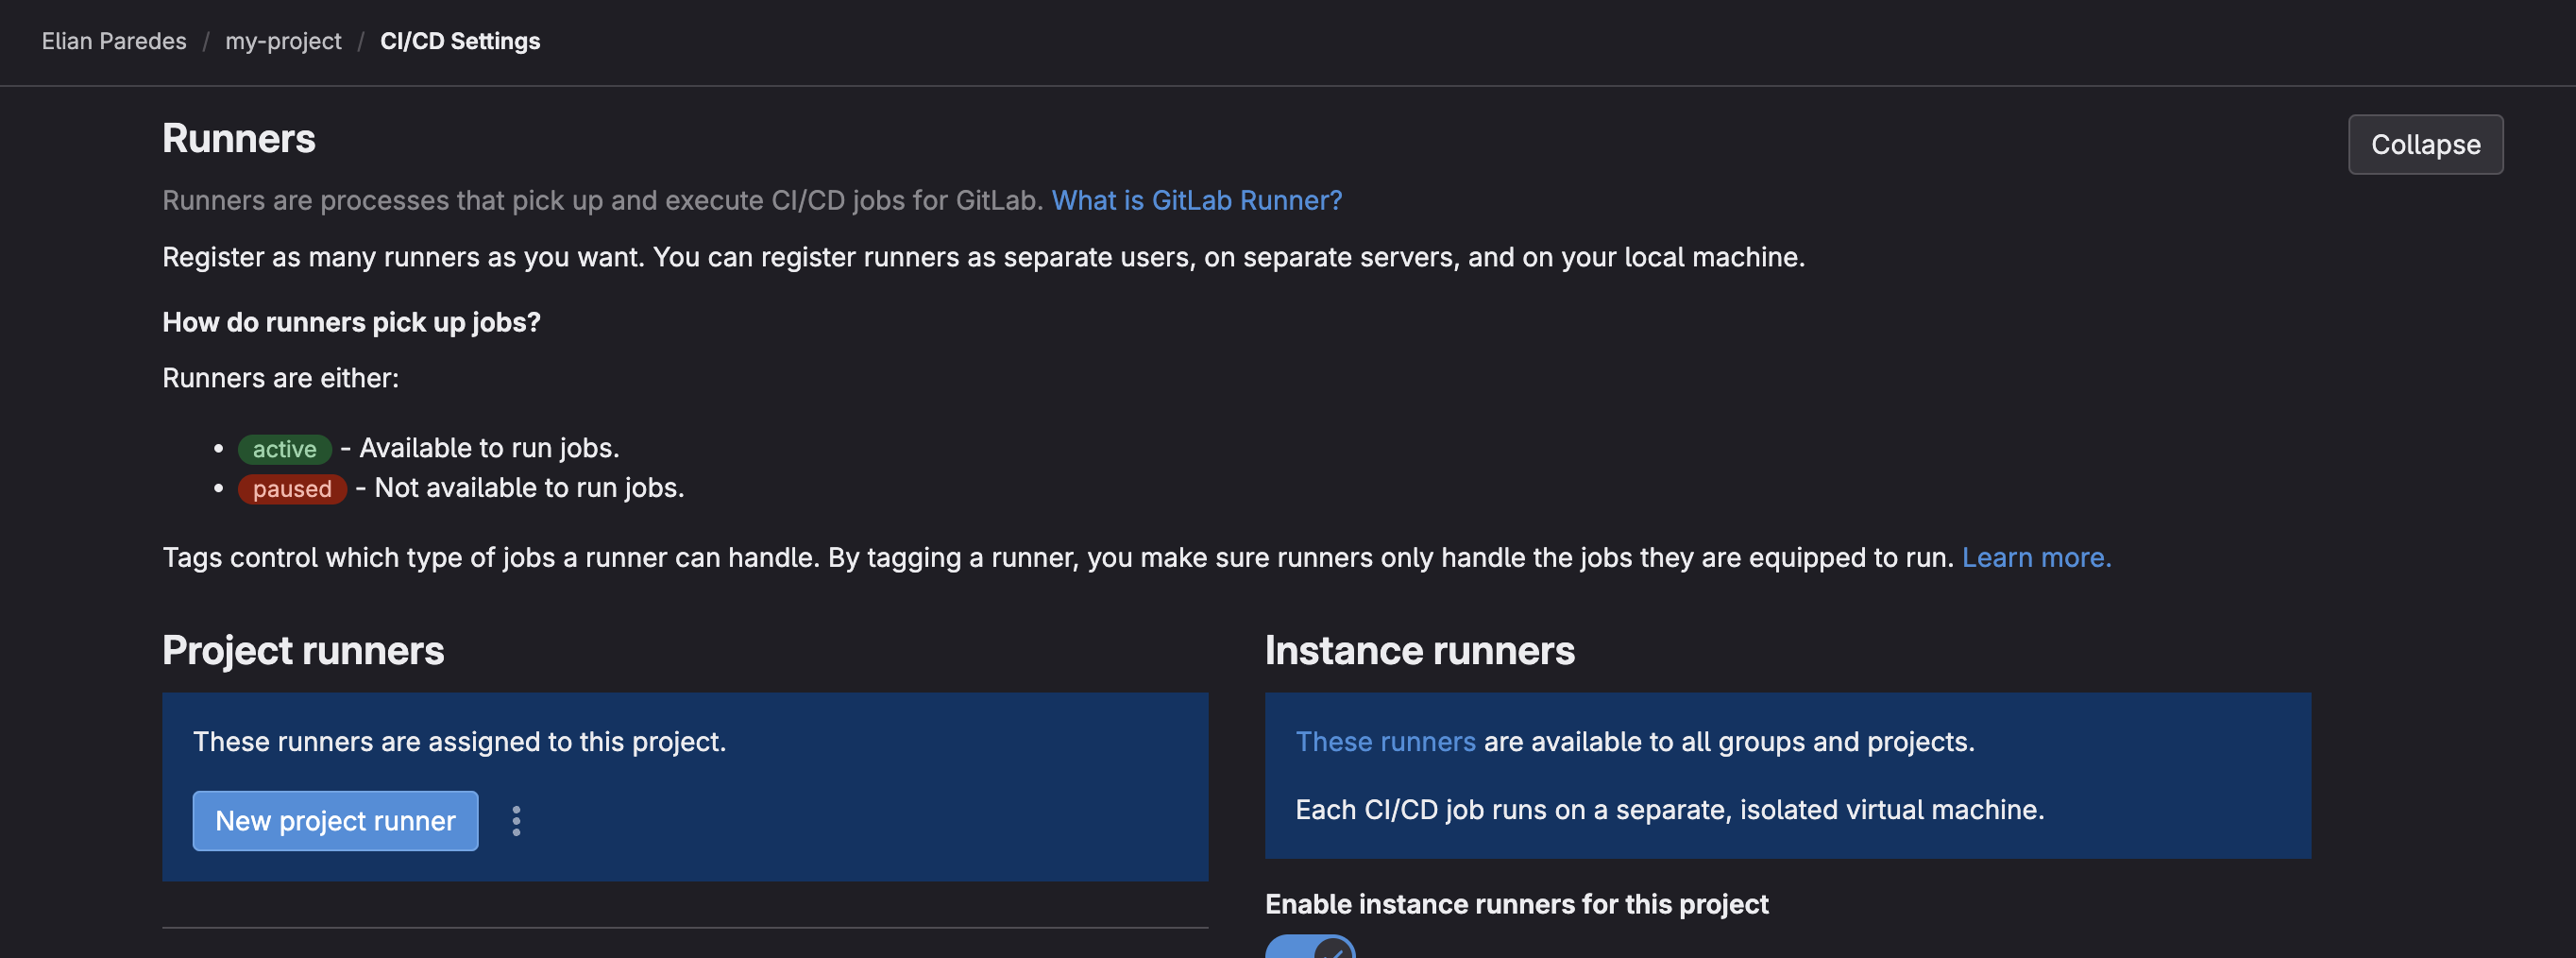 Elian Paredes / my-project / CI/CD Settings
Runners
Collapse
Runners are processes that pick up and execute CI/CD jobs for GitLab. What is GitLab Runner?
Register as many runners as you want. You can register runners as separate users, on separate servers, and on your local machine.
How do runners pick up jobs?
Runners are either:
• active - Available to run jobs.
• paused - Not available to run jobs.
Tags control which type of jobs a runner can handle. By tagging a runner, you make sure runners only handle the jobs they are equipped to run. Learn more.
Project runners
These runners are assigned to this project.
New project runner
Instance runners
These runners are available to all groups and projects.
Each CI/CD job runs on a separate, isolated virtual machine.
Enable instance runners for this project